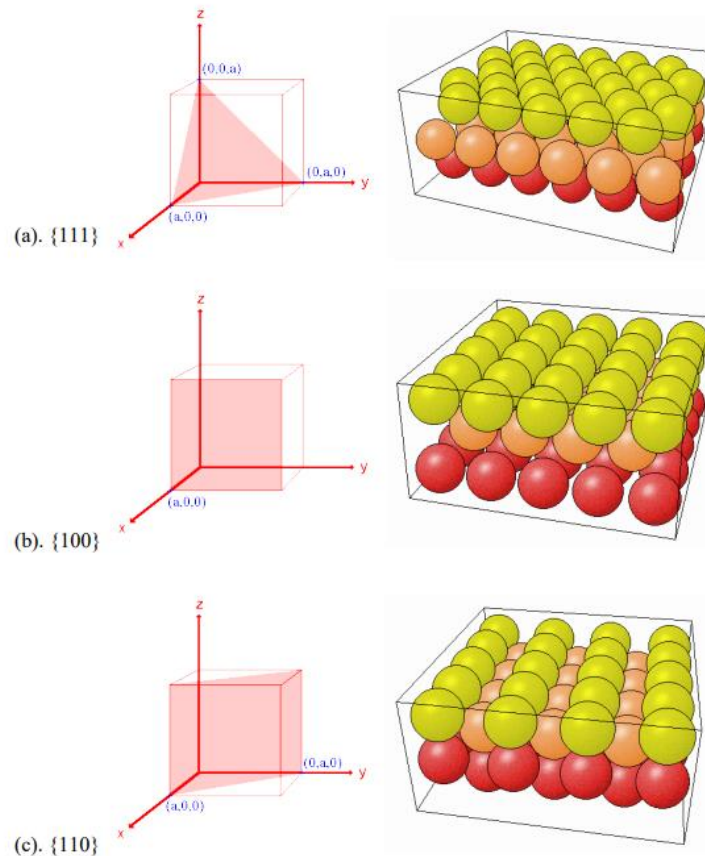 z
(0,0,a)
(0,a,0)
y
(a,0,0)
x
(a). {111}
z
y
(a,0,0)
x
(b). {100}
z
(0,a,0)
y
(a,0,0)
x
(c). {110}